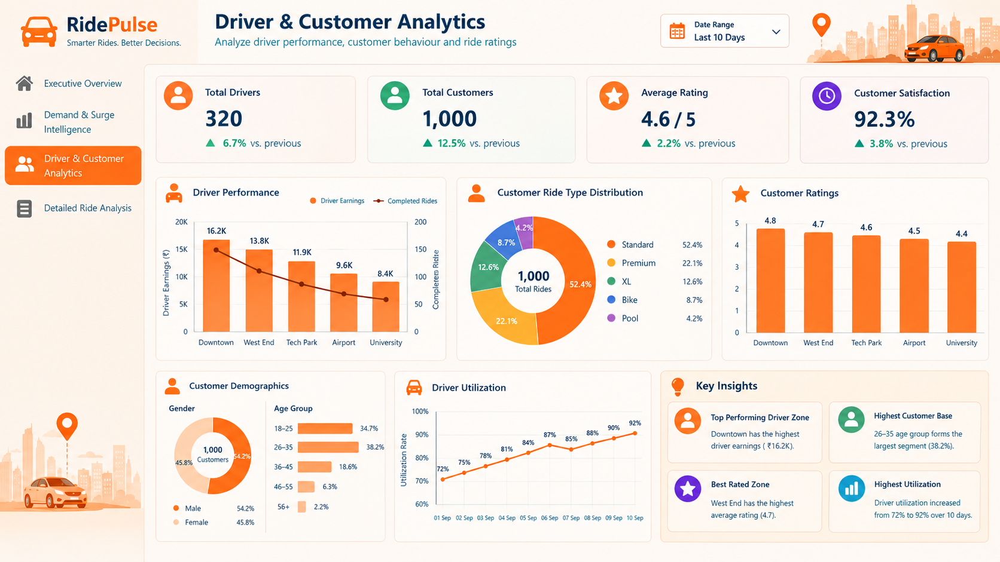 RidePulse
Smarter Rides. Better Decisions.
Driver & Customer Analytics
Analyze driver performance, customer behaviour and ride ratings
Date Range
Last 10 Days
Executive Overview
Demand & Surge
Intelligence
Driver & Customer
Analytics
Detailed Ride Analysis
Total Drivers
320
▲ 6.7% vs. previous
Total Customers
1,000
▲ 12.5% vs. previous
Average Rating
4.6 / 5
▲ 2.2% vs. previous
Customer Satisfaction
92.3%
▲ 3.8% vs. previous
Driver Performance
Driver Earnings
Completed Rides
Driver Earnings (₹)
20K
15K
10K
5K
0
16.2K
13.8K
11.9K
9.6K
8.4K
200
150
100
50
0
Downtown
West End
Tech Park
Airport
University
Customer Ride Type Distribution
4.2%
8.7%
12.6%
22.1%
52.4%
1,000
Total Rides
Standard 52.4%
Premium 22.1%
XL 12.6%
Bike 8.7%
Pool 4.2%
Customer Ratings
5
4
3
2
1
0
4.8
4.7
4.6
4.5
4.4
Downtown
West End
Tech Park
Airport
University
Customer Demographics
Gender
1,000
Customers
45.8%
54.2%
Male 54.2%
Female 45.8%
Age Group
18–25 34.7%
26–35 38.2%
36–45 18.6%
46–55 6.3%
56+ 2.2%
Driver Utilization
Utilization Rate
100%
90%
80%
70%
60%
72%
75%
78%
81%
84%
87%
85%
88%
90%
92%
01 Sep
02 Sep
03 Sep
04 Sep
05 Sep
06 Sep
07 Sep
08 Sep
09 Sep
10 Sep
Key Insights
Top Performing Driver Zone
Downtown has the highest
driver earnings ( ₹16.2K).
Highest Customer Base
26–35 age group forms the
largest segment (38.2%).
Best Rated Zone
West End has the highest
average rating (4.7).
Highest Utilization
Driver utilization increased
from 72% to 92% over 10 days.